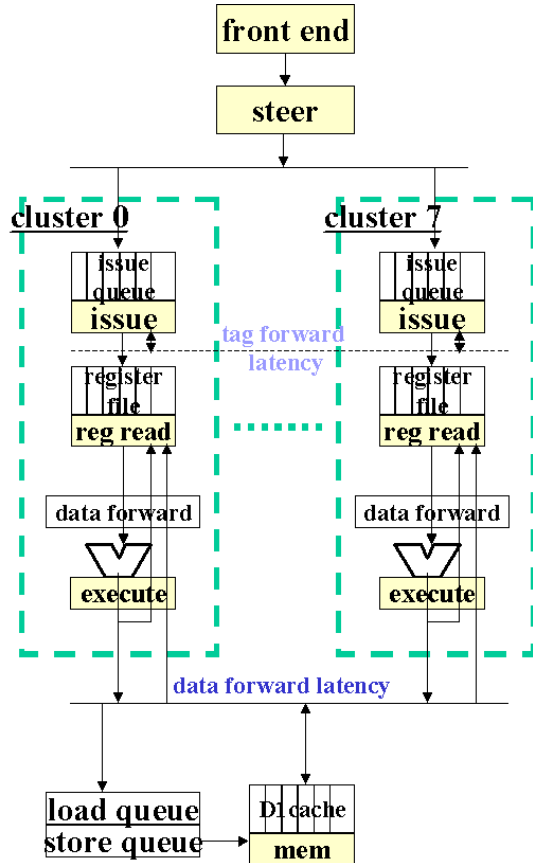 front end
steer
cluster 0
cluster 7
issue
queue
issue
issue
queue
issue
tag forward
latency
register
file
reg read
register
file
reg read
data forward
data forward
execute
execute
data forward latency
load queue
store queue
D1 cache
mem